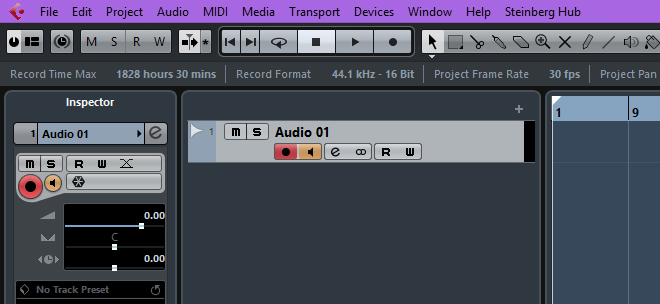 File Edit Project Audio MIDI Media Transport Devices Window Help Steinberg Hub
M S R W
Record Time Max 1828 hours 30 mins Record Format 44.1 kHz - 16 Bit Project Frame Rate 30 fps Project Pan
Inspector
1 Audio 01 e
M S R W
0.00
C
0.00
No Track Preset
1 M S Audio 01
e R W
1 9